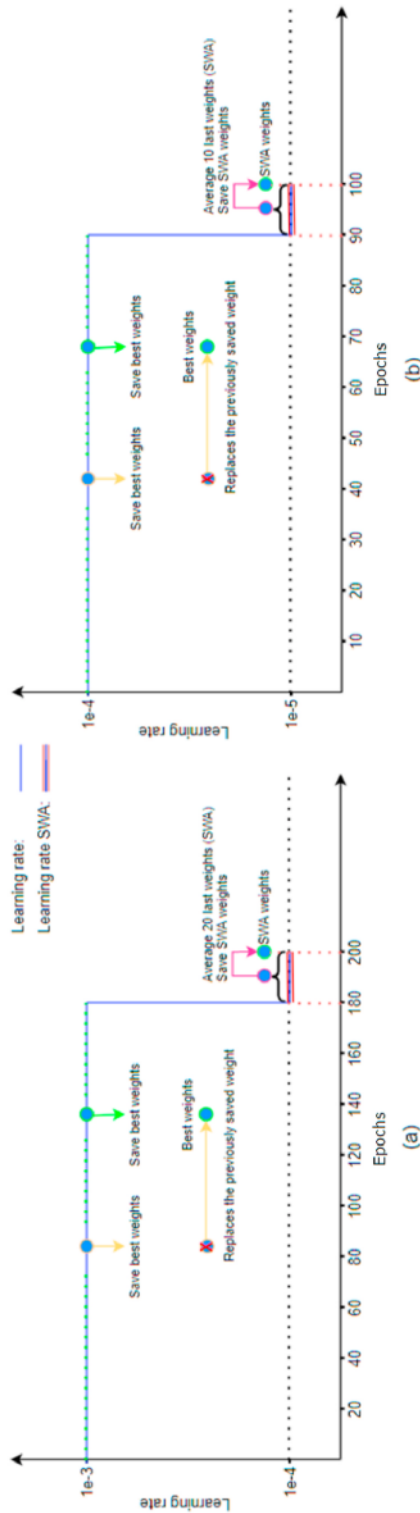 Learning rate:
Learning rate SWA:
Learning rate
1e-3
1e-4
Save best weights
Save best weights
Best weights
Replaces the previously saved weight
Average 20 last weights (SWA)
Save SWA weights
SWA weights
20
40
60
80
100
120
140
160
180
200
Epochs
(a)
Learning rate
1e-4
1e-5
Save best weights
Save best weights
Best weights
Replaces the previously saved weight
Average 10 last weights (SWA)
Save SWA weights
SWA weights
10
20
30
40
50
60
70
80
90
100
Epochs
(b)